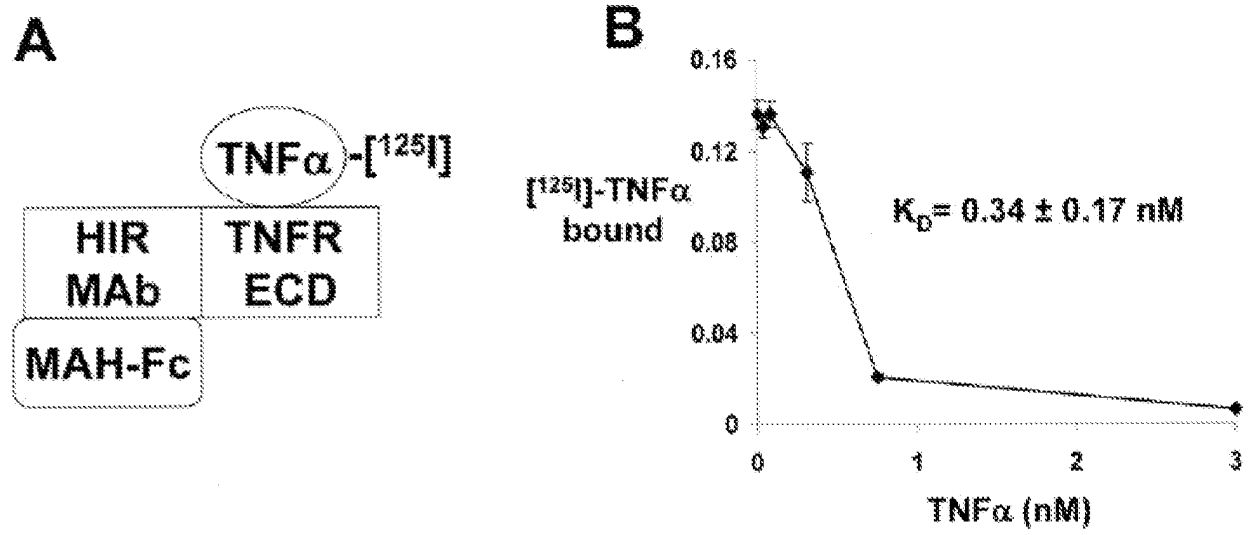 A
TNFα-[¹²⁵I]
HIR
MAb
TNFR
ECD
MAH-Fc
B
0.16
0.12
0.08
0.04
0
[¹²⁵I]-TNFα
bound
K_D= 0.34 ± 0.17 nM
0 1 2 3
TNFα (nM)